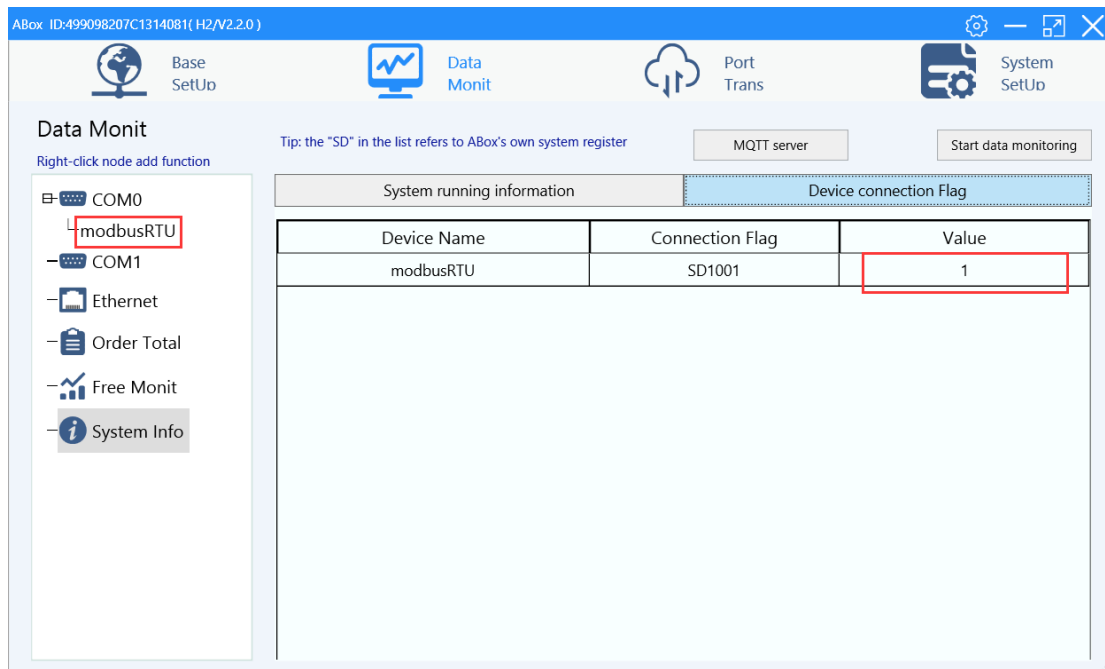 ABox ID:499098207C1314081( H2/V2.2.0 )
Base
SetUp
Data
Monit
Port
Trans
System
SetUp
Data Monit
Right-click node add function
Tip: the "SD" in the list refers to ABox's own system register
MQTT server
Start data monitoring
COM0
modbusRTU
COM1
Ethernet
Order Total
Free Monit
System Info
System running information
Device connection Flag
Device Name Connection Flag Value
modbusRTU SD1001 1